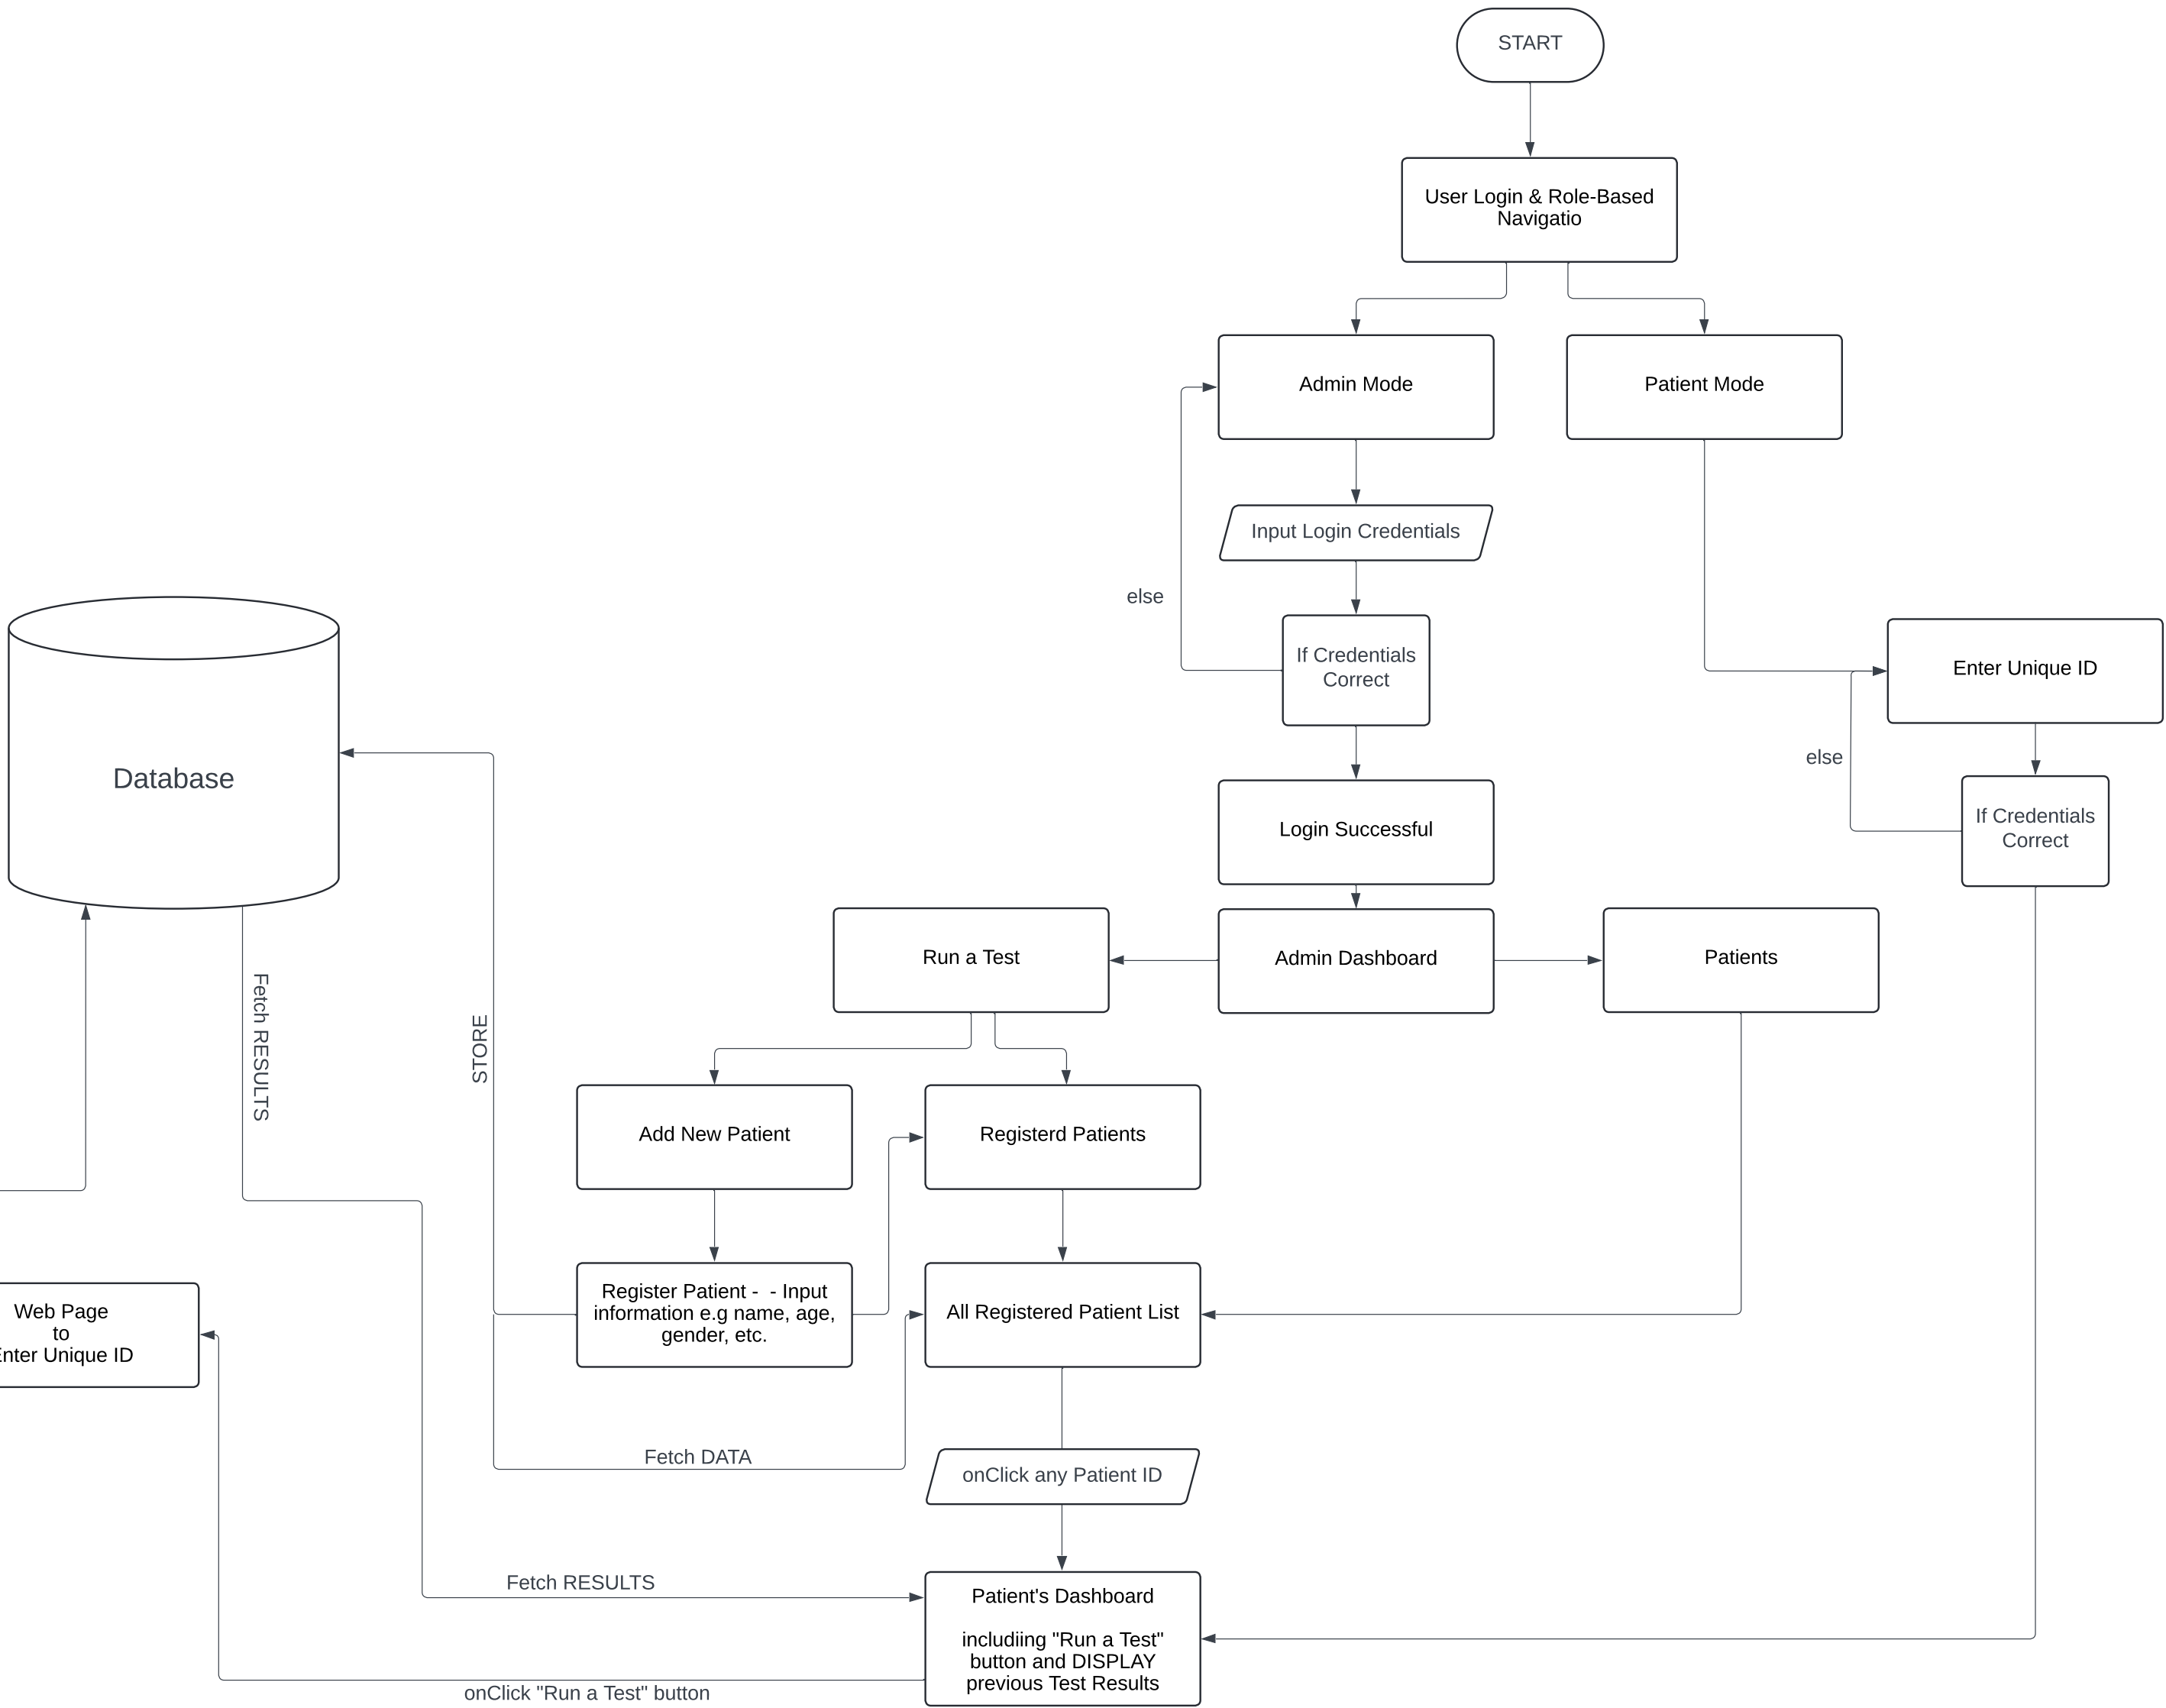 START
User Login & Role-Based
Navigatio
Admin Mode
Patient Mode
Input Login Credentials
else
If Credentials
Correct
Enter Unique ID
else
Database
Login Successful
If Credentials
Correct
Run a Test
Admin Dashboard
Patients
Fetch RESULTS
STORE
Add New Patient
Registerd Patients
Register Patient -  - Input
information e.g name, age,
gender, etc.
All Registered Patient List
Web Page
to
Enter Unique ID
Fetch DATA
onClick any Patient ID
Fetch RESULTS
Patient's Dashboard
includiing "Run a Test"
button and DISPLAY
previous Test Results
onClick "Run a Test" button